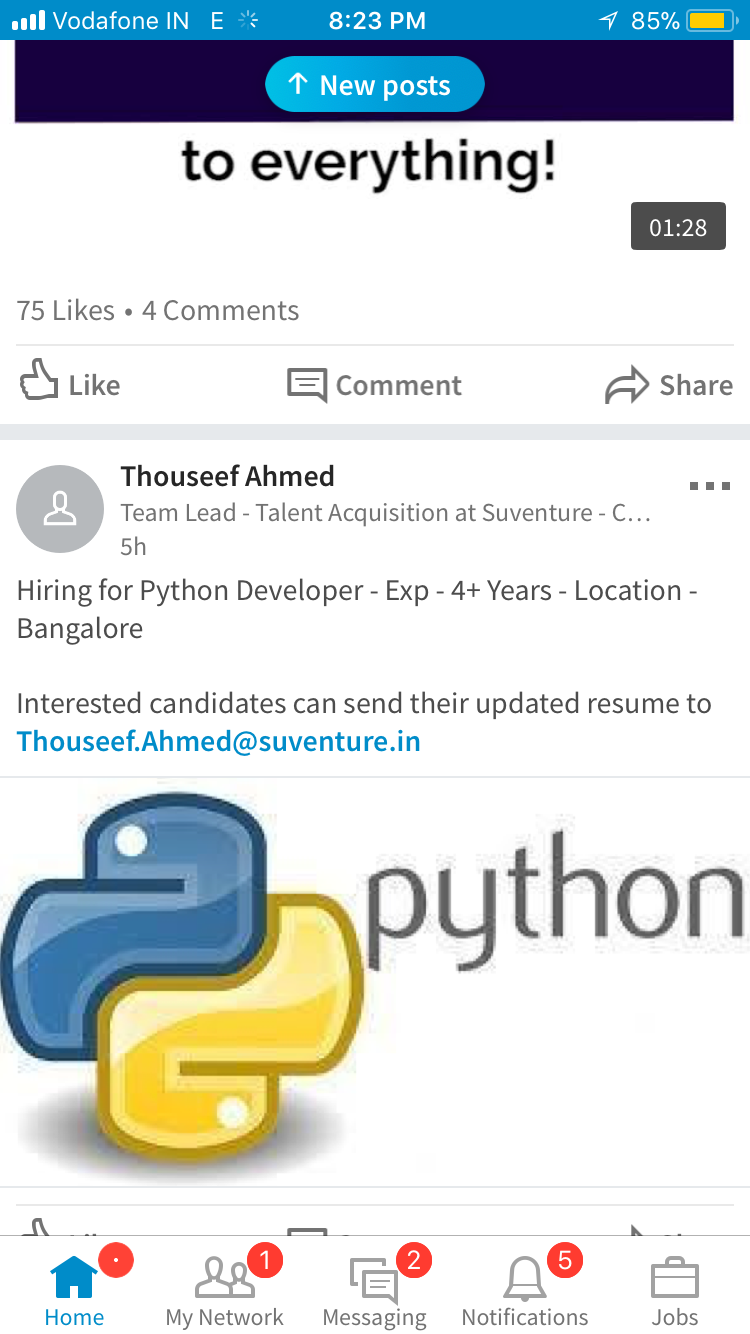 Vodafone IN E 8:23 PM 85%
↑ New posts
to everything!
01:28
75 Likes • 4 Comments
Like Comment Share
Thouseef Ahmed
Team Lead - Talent Acquisition at Suventure - C...
5h
Hiring for Python Developer - Exp - 4+ Years - Location -
Bangalore
Interested candidates can send their updated resume to
Thouseef.Ahmed@suventure.in
python
1 2 5
Home My Network Messaging Notifications Jobs